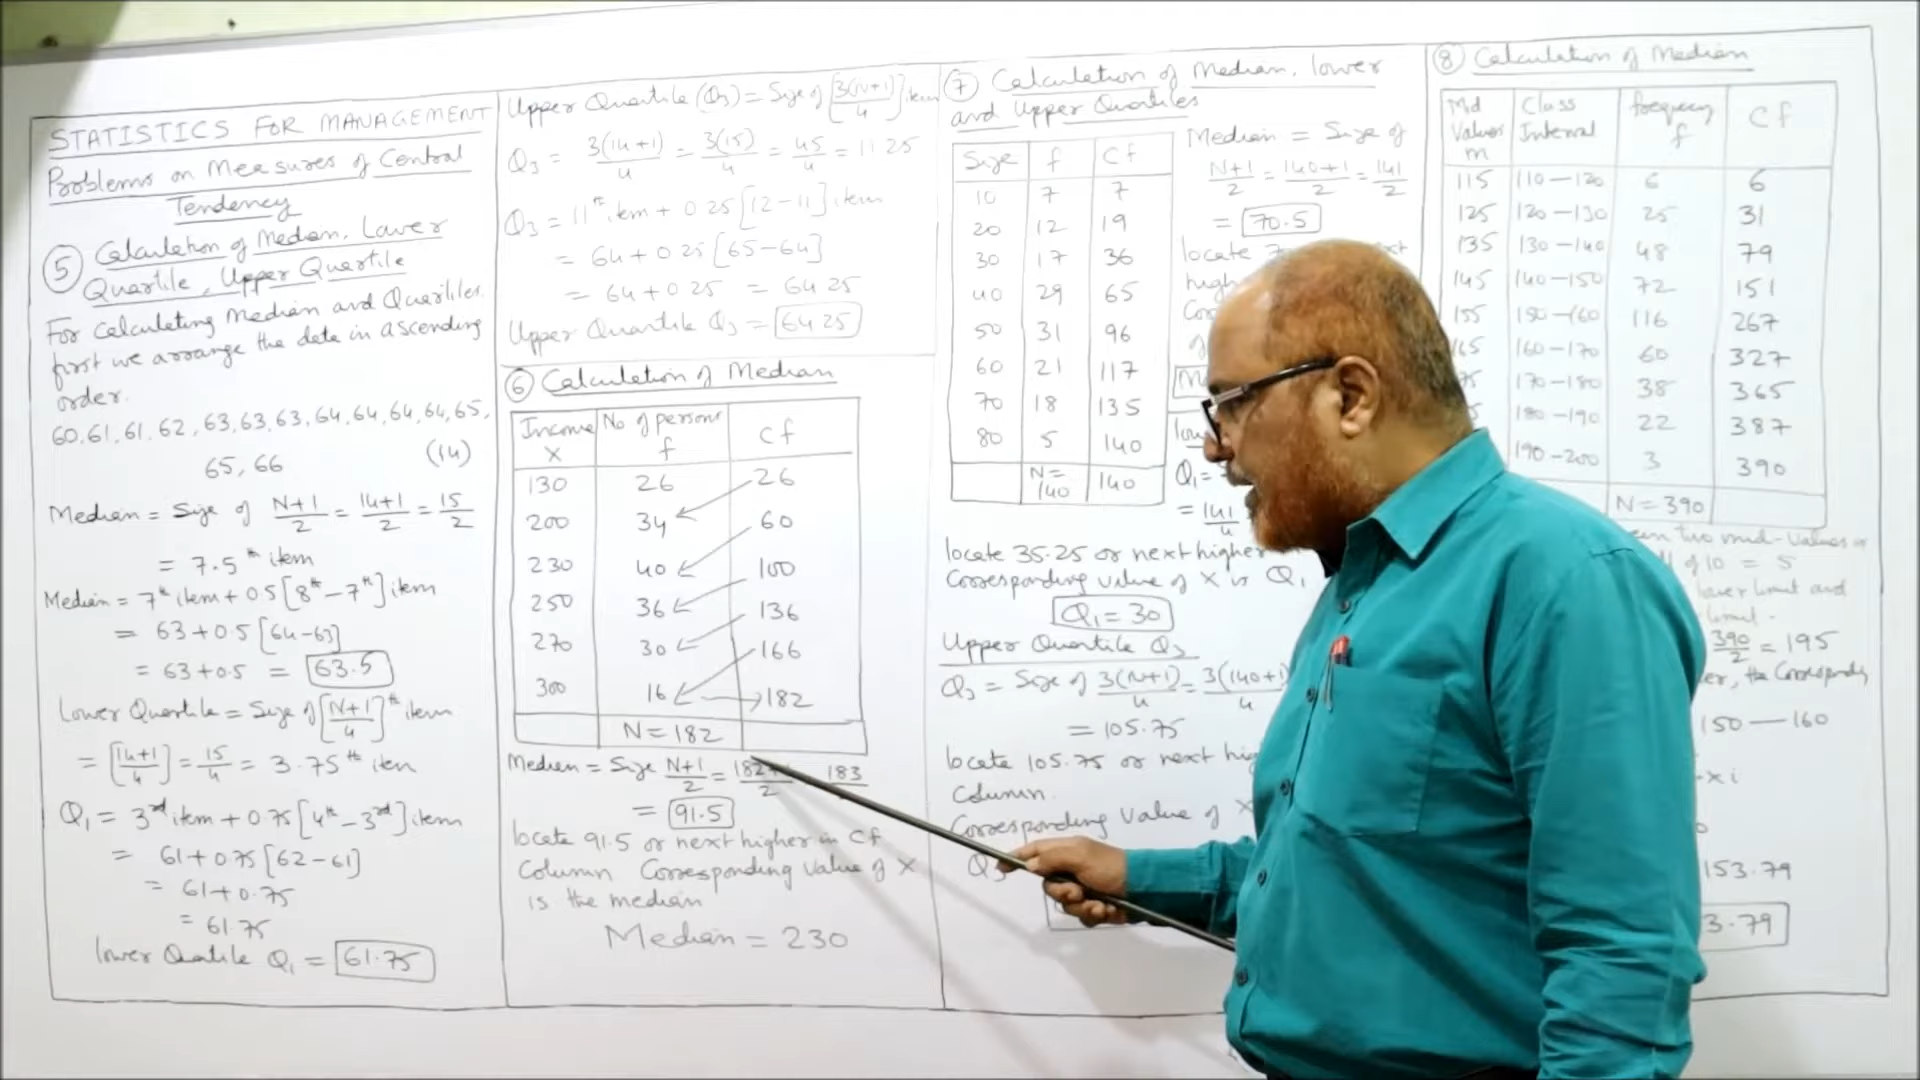 STATISTICS FOR MANAGEMENT
Problems on Measures of Central
Tendency
5 Calculation of Median, Lower
Quartile, Upper Quartile
For calculating Median and Quartiles.
first we arrange the data in ascending
order.
60, 61, 61, 62, 63, 63, 63, 64, 64, 64, 64, 65,
65, 66 (14)
Median = Size of N+1/2 = 14+1/2 = 15/2
= 7.5th item
Median = 7th item + 0.5 [8th - 7th] item
= 63 + 0.5 [64-63]
= 63 + 0.5 = 63.5
Lower Quartile = Size of [N+1/4]th item
= [14+1/4] = 15/4 = 3.75th item
Q1 = 3rd item + 0.75 [4th - 3rd] item
= 61 + 0.75 [62-61]
= 61 + 0.75
= 61.75
lower Quatile Q1 = 61.75
Upper Quartile (Q3) = Size of [3(N+1)/4] item
Q3 = 3(14+1)/4 = 3(15)/4 = 45/4 = 11.25
Q3 = 11th item + 0.25 [12-11] item
= 64 + 0.25 [65-64]
= 64 + 0.25 = 64.25
Upper Quartile Q3 = 64.25
6 Calculation of Median
Income X No of persons f Cf
130 26 26
200 34 60
230 40 100
250 36 136
270 30 166
300 16 182
N = 182
Median = Size N+1/2 = 182+1/2 183
= 91.5
locate 91.5 or next higher in Cf
Column Corresponding value of X
is the median
Median = 230
7 Calculation of Median, lower
and Upper Quartiles
Size f Cf
10 7 7
20 12 19
30 17 36
40 29 65
50 31 96
60 21 117
70 18 135
80 5 140
N = 140 140
Median = Size of
N+1/2 = 140+1/2 = 141/2
= 70.5
locate
Q1 =
= 141/4
locate 35.25 or next higher
Corresponding value of X is Q1
Q1 = 30
Upper Quartile Q3
Q3 = Size of 3(N+1)/4 = 3(140+1)/4
= 105.75
locate 105.75 or next
Column.
Corresponding Value of X
8 Calculation of Median
Mid Values m Class Interval frequency f Cf
115 110-120 6 6
125 120-130 25 31
135 130-140 48 79
145 140-150 72 151
155 150-160 116 267
160-170 60 327
170-180 38 365
180-190 22 387
190-200 3 390
N = 390
two mid-values
of 10 = 5
lower limit and
limit.
390/2 = 195
the Corresponding
150 — 160
x i
153.79
3.79